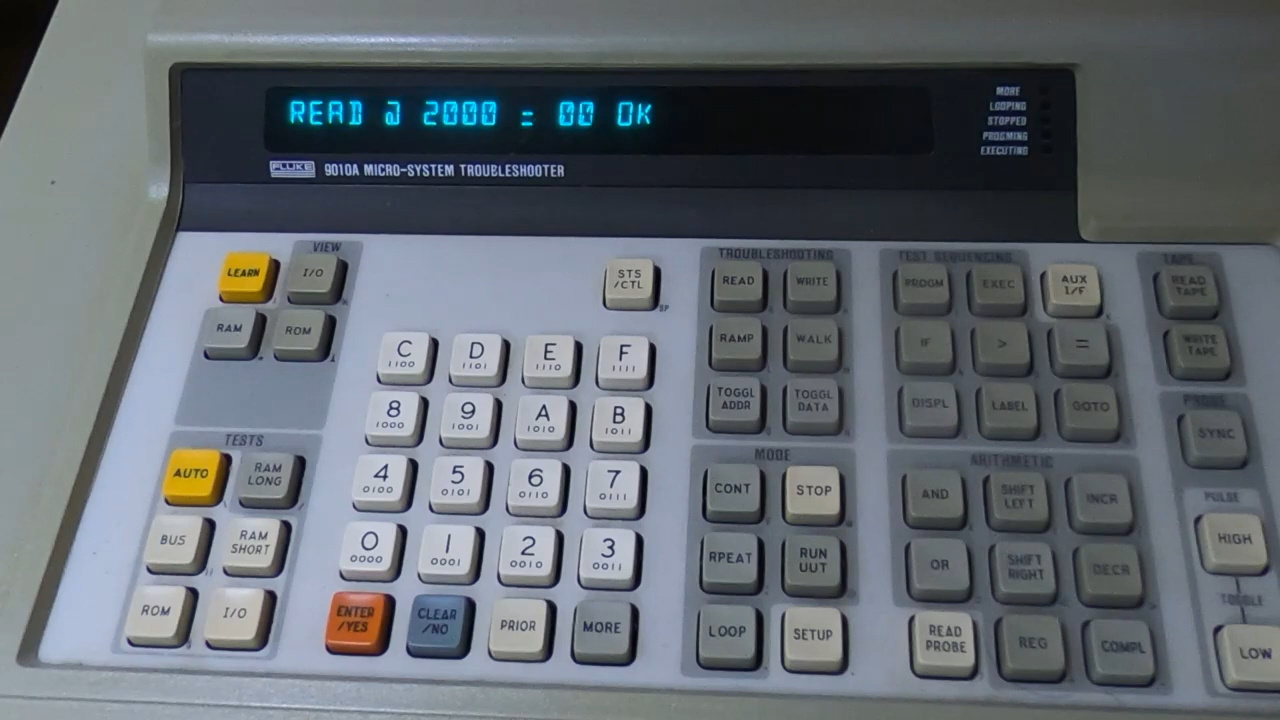 READ @ 2000 = 00 OK
MORE
LOOPING
STOPPED
PROGMING
EXECUTING
FLUKE 9010A MICRO-SYSTEM TROUBLESHOOTER
VIEW
LEARN
I/O
RAM
ROM
TESTS
AUTO
RAM
LONG
BUS
RAM
SHORT
ROM
I/O
STS
/CTL
SP
C
1100
D
1101
E
1110
F
1111
8
1000
9
1001
A
1010
B
1011
4
0100
5
0101
6
0110
7
0111
0
0000
1
0001
2
0010
3
0011
ENTER
/YES
CLEAR
/NO
PRIOR
MORE
TROUBLESHOOTING
READ
WRITE
RAMP
WALK
TOGGL
ADDR
TOGGL
DATA
MODE
CONT
STOP
RPEAT
RUN
UUT
LOOP
SETUP
TEST SEQUENCING
PROGM
EXEC
AUX
I/F
IF
>
=
DISPL
LABEL
GOTO
ARITHMETIC
AND
SHIFT
LEFT
INCR
OR
SHIFT
RIGHT
DECR
READ
PROBE
REG
COMPL
TAPE
READ
TAPE
WRITE
TAPE
PROBE
SYNC
PULSE
HIGH
TOGGLE
LOW